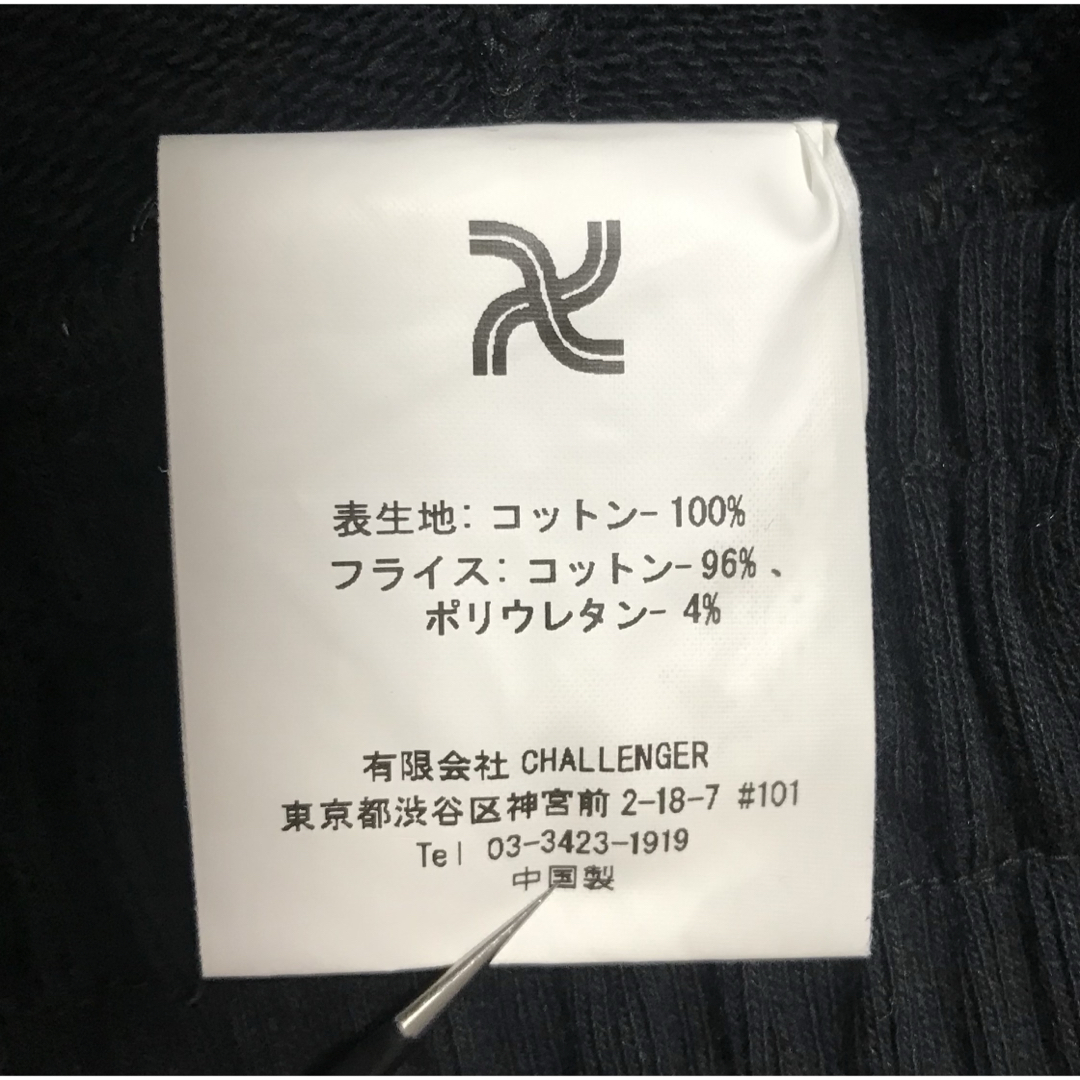 表生地: コットン- 100%
フライス: コットン- 96% 、
ポリウレタン- 4%
有限会社 CHALLENGER
東京都渋谷区神宮前 2-18-7 #101
Tel 03-3423-1919
中国製